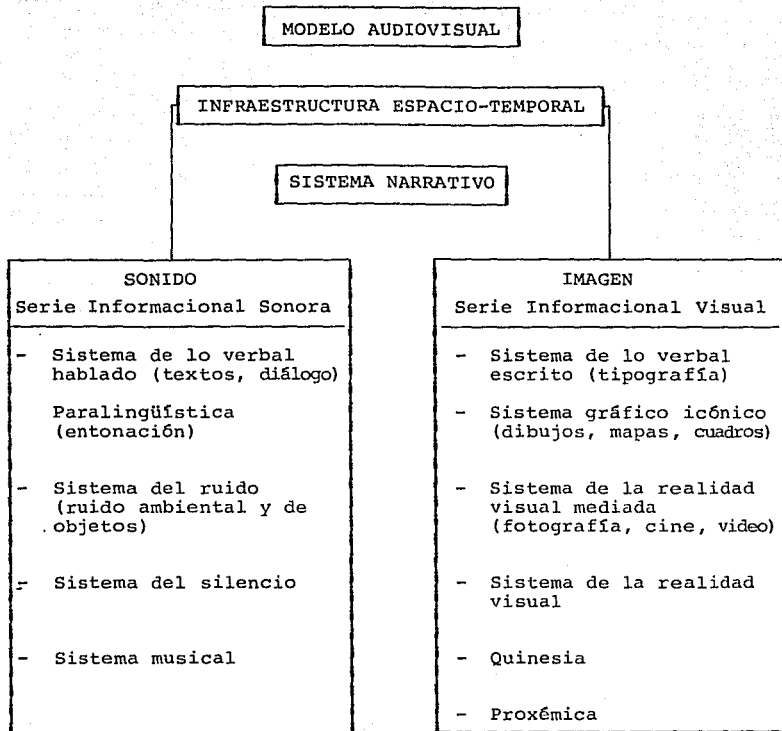 MODELO AUDIOVISUAL
INFRAESTRUCTURA ESPACIO-TEMPORAL
SISTEMA NARRATIVO
SONIDO
Serie Informacional Sonora
- Sistema de lo verbal
hablado (textos, diálogo)
Paralingüística
(entonación)
- Sistema del ruido
(ruido ambiental y de
objetos)
- Sistema del silencio
- Sistema musical
IMAGEN
Serie Informacional Visual
- Sistema de lo verbal
escrito (tipografía)
- Sistema gráfico icónico
(dibujos, mapas, cuadros)
- Sistema de la realidad
visual mediada
(fotografía, cine, video)
- Sistema de la realidad
visual
- Quinesia
- Proxémica